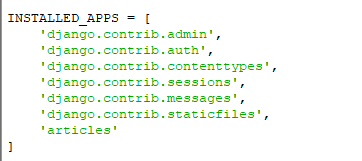 INSTALLED_APPS = [
    'django.contrib.admin',
    'django.contrib.auth',
    'django.contrib.contenttypes',
    'django.contrib.sessions',
    'django.contrib.messages',
    'django.contrib.staticfiles',
    'articles'
]